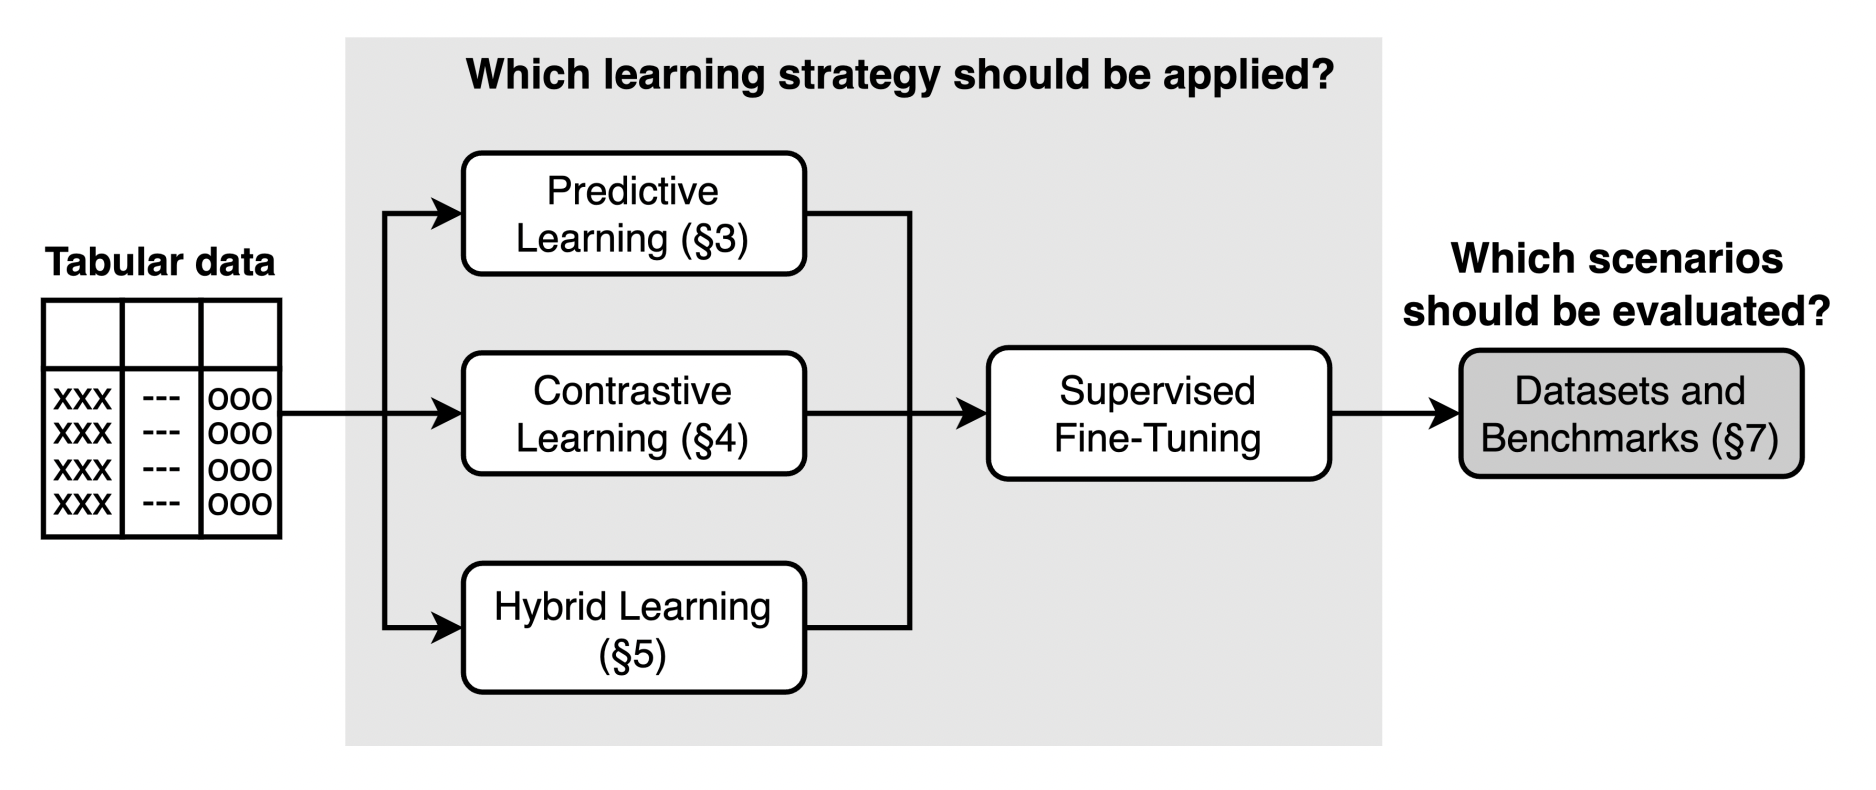 Which learning strategy should be applied?
Predictive
Learning (§3)
Tabular data
XXX --- OOO
XXX --- OOO
XXX --- OOO
XXX --- OOO
Contrastive
Learning (§4)
Hybrid Learning
(§5)
Supervised
Fine-Tuning
Which scenarios
should be evaluated?
Datasets and
Benchmarks (§7)